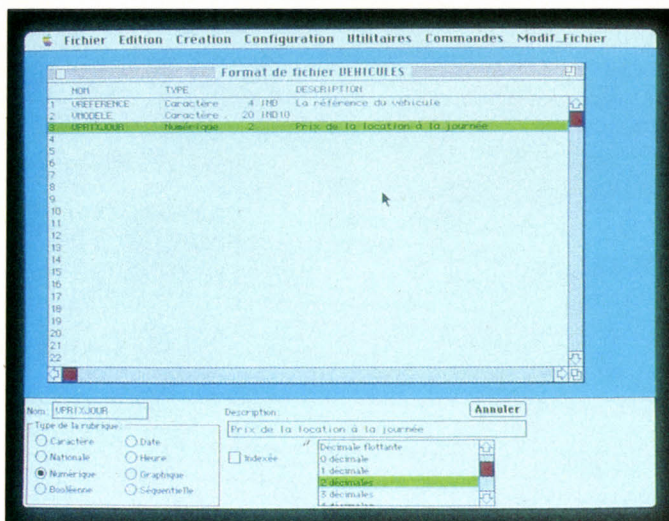 Fichier Edition Creation Configuration Utilitaires Commandes Modif_Fichier
Format de fichier VEHICULES
NOM TYPE DESCRIPTION
1 VREFERENCE Caractère 4 IND La référence du véhicule
2 VMODELE Caractère 20 IND10
3 VPRIXJOUR Numérique 2 Prix de la location à la journée
4
5
6
7
8
9
10
11
12
13
14
15
16
17
18
19
20
21
22
Nom VPRIXJOUR Description: Annuler
Type de la rubrique Prix de la location à la journée
Caractère Date Indexée Décimale flottante
Nationale Heure 0 décimale
Numérique Graphique 1 décimale
Booléenne Séquentielle 2 décimales
3 décimales